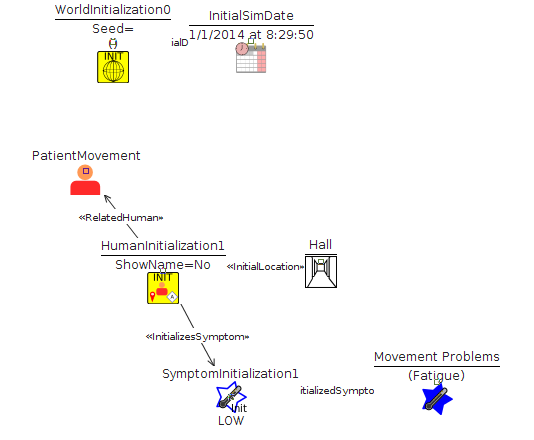 WorldInitialization0
Seed=
{}
INIT
ialD
InitialSimDate
1/1/2014 at 8:29:50
PatientMovement
«RelatedHuman»
HumanInitialization1
ShowName=No
INIT
A
«InitialLocation»
Hall
«InitializesSymptom»
SymptomInitialization1
Init
LOW
itializedSympto
Movement Problems
(Fatigue)